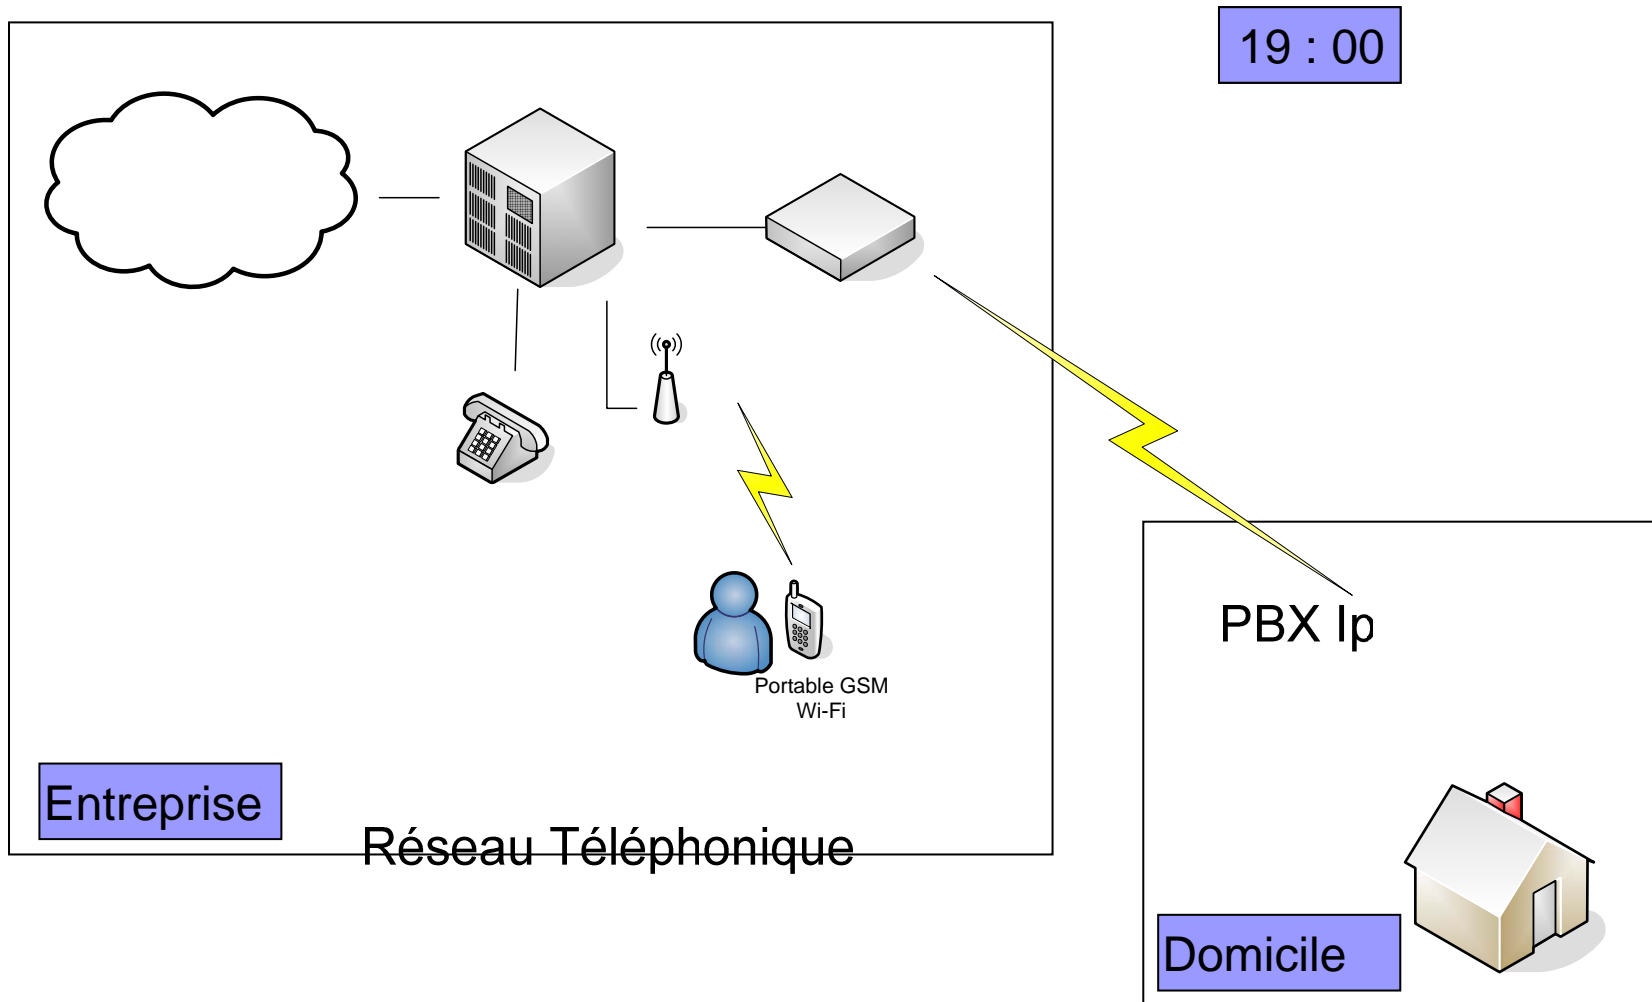 19 : 00
PBX Ip
Portable GSM
Wi-Fi
Entreprise
Réseau Téléphonique
Domicile